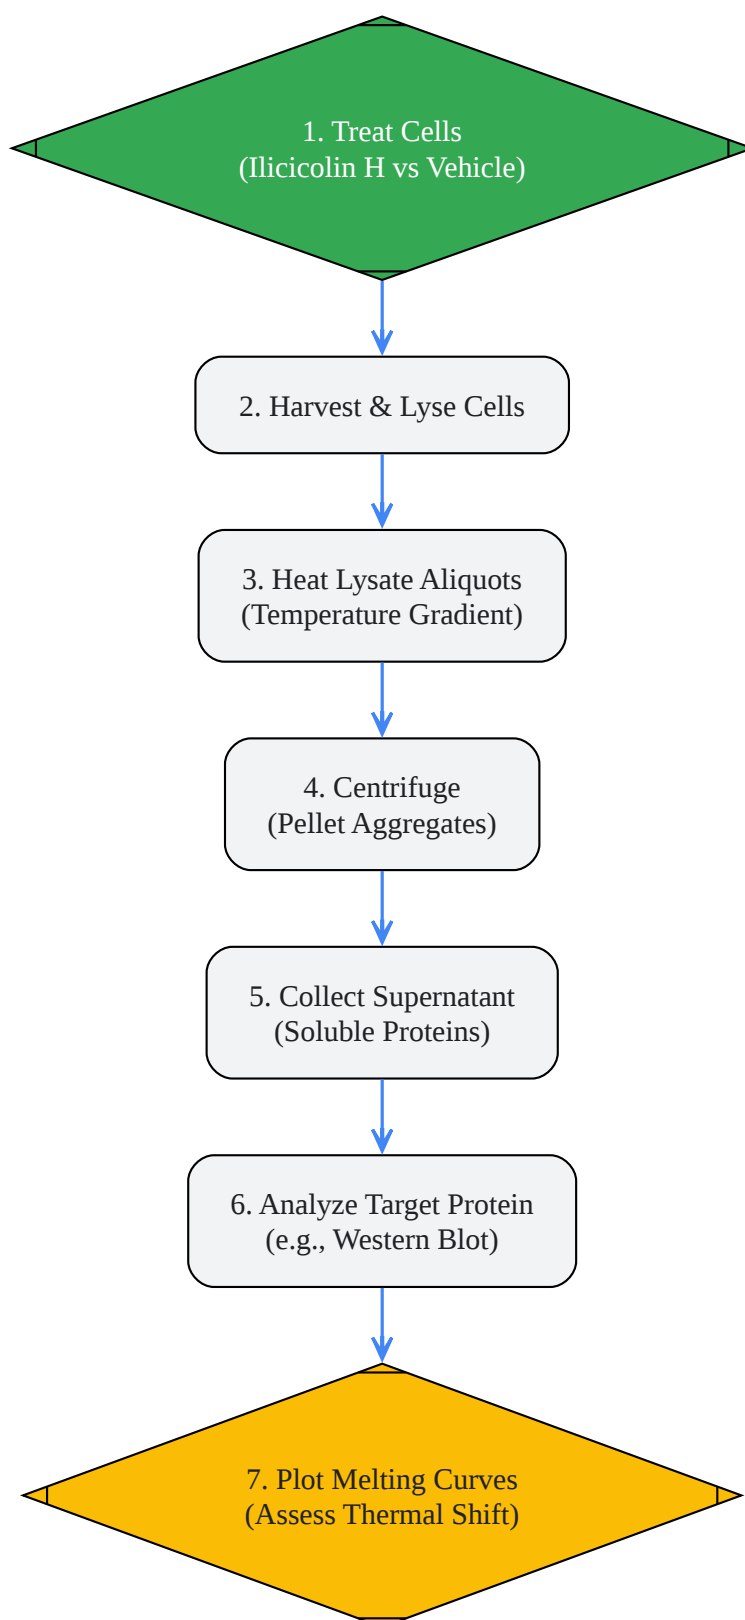 1. Treat Cells
(Ilicicolin H vs Vehicle)
2. Harvest & Lyse Cells
3. Heat Lysate Aliquots
(Temperature Gradient)
4. Centrifuge
(Pellet Aggregates)
5. Collect Supernatant
(Soluble Proteins)
6. Analyze Target Protein
(e.g., Western Blot)
7. Plot Melting Curves
(Assess Thermal Shift)